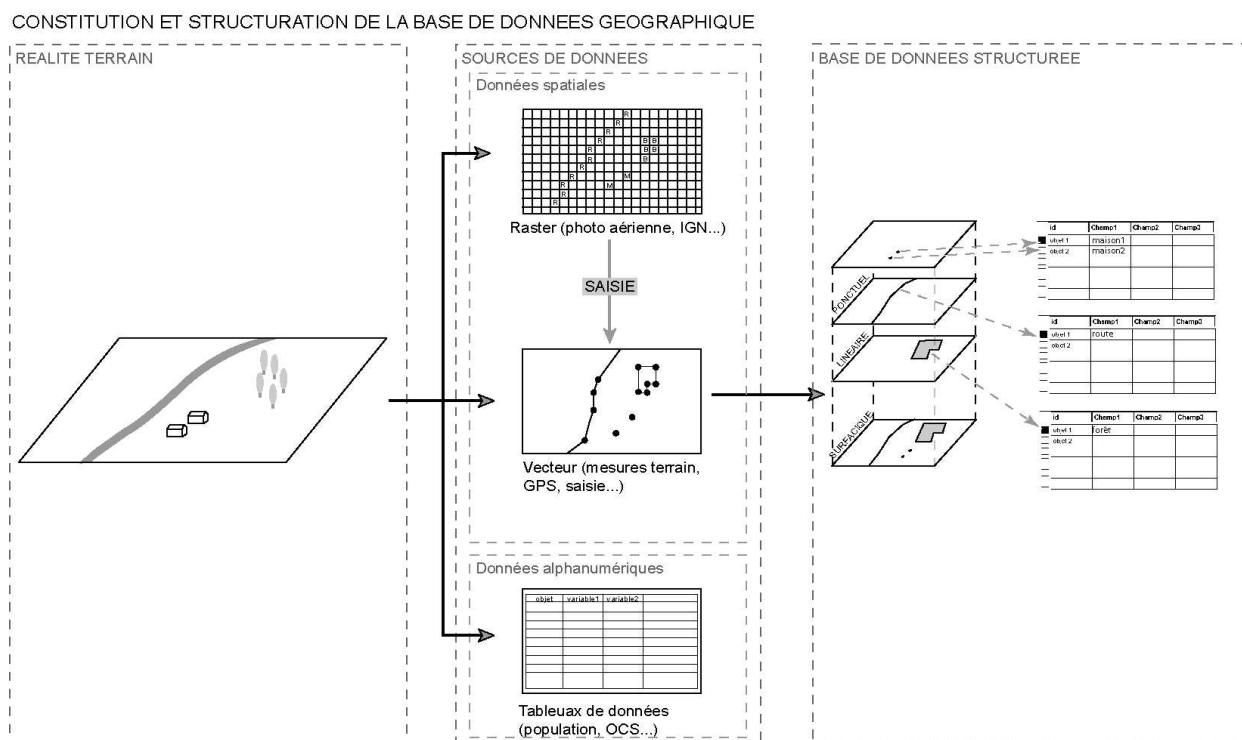 CONSTITUTION ET STRUCTURATION DE LA BASE DE DONNEES GEOGRAPHIQUE
REALITE TERRAIN
SOURCES DE DONNEES
Données spatiales
R
R
R
R B B
R B B
R B
R
R M
R M
R
R
Raster (photo aérienne, IGN...)
SAISIE
Vecteur (mesures terrain,
GPS, saisie...)
Données alphanumériques
objet variable1 variable2
Tableuax de données
(population, OCS...)
BASE DE DONNEES STRUCTUREE
PONCTUEL
LINEAIRE
SURFACIQUE
id Champ1 Champ2 Champ3
objet 1 maison1
objet 2 maison2
id Champ1 Champ2 Champ3
objet 1 route
objet 2
id Champ1 Champ2 Champ3
objet 1 forêt
objet 2